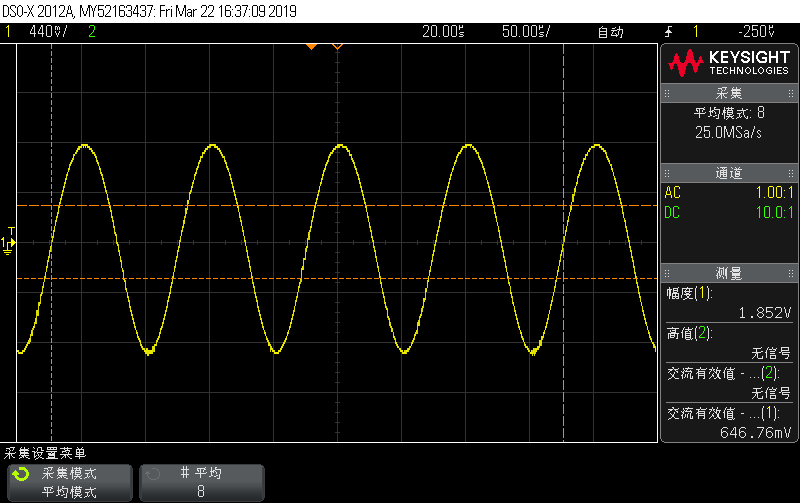 DSO-X 2012A, MY52163437: Fri Mar 22 16:37:09 2019
1 440mV/ 2 20.00us 50.00us/ 自动 1 -250mV
KEYSIGHT
TECHNOLOGIES
采集
平均模式: 8
25.0MSa/s
通道
AC 1.00:1
DC 10.0:1
T
1
测量
幅度(1):
1.852V
高值(2):
无信号
交流有效值 - ...(2):
无信号
交流有效值 - ...(1):
646.76mV
采集设置菜单
采集模式
平均模式
# 平均
8